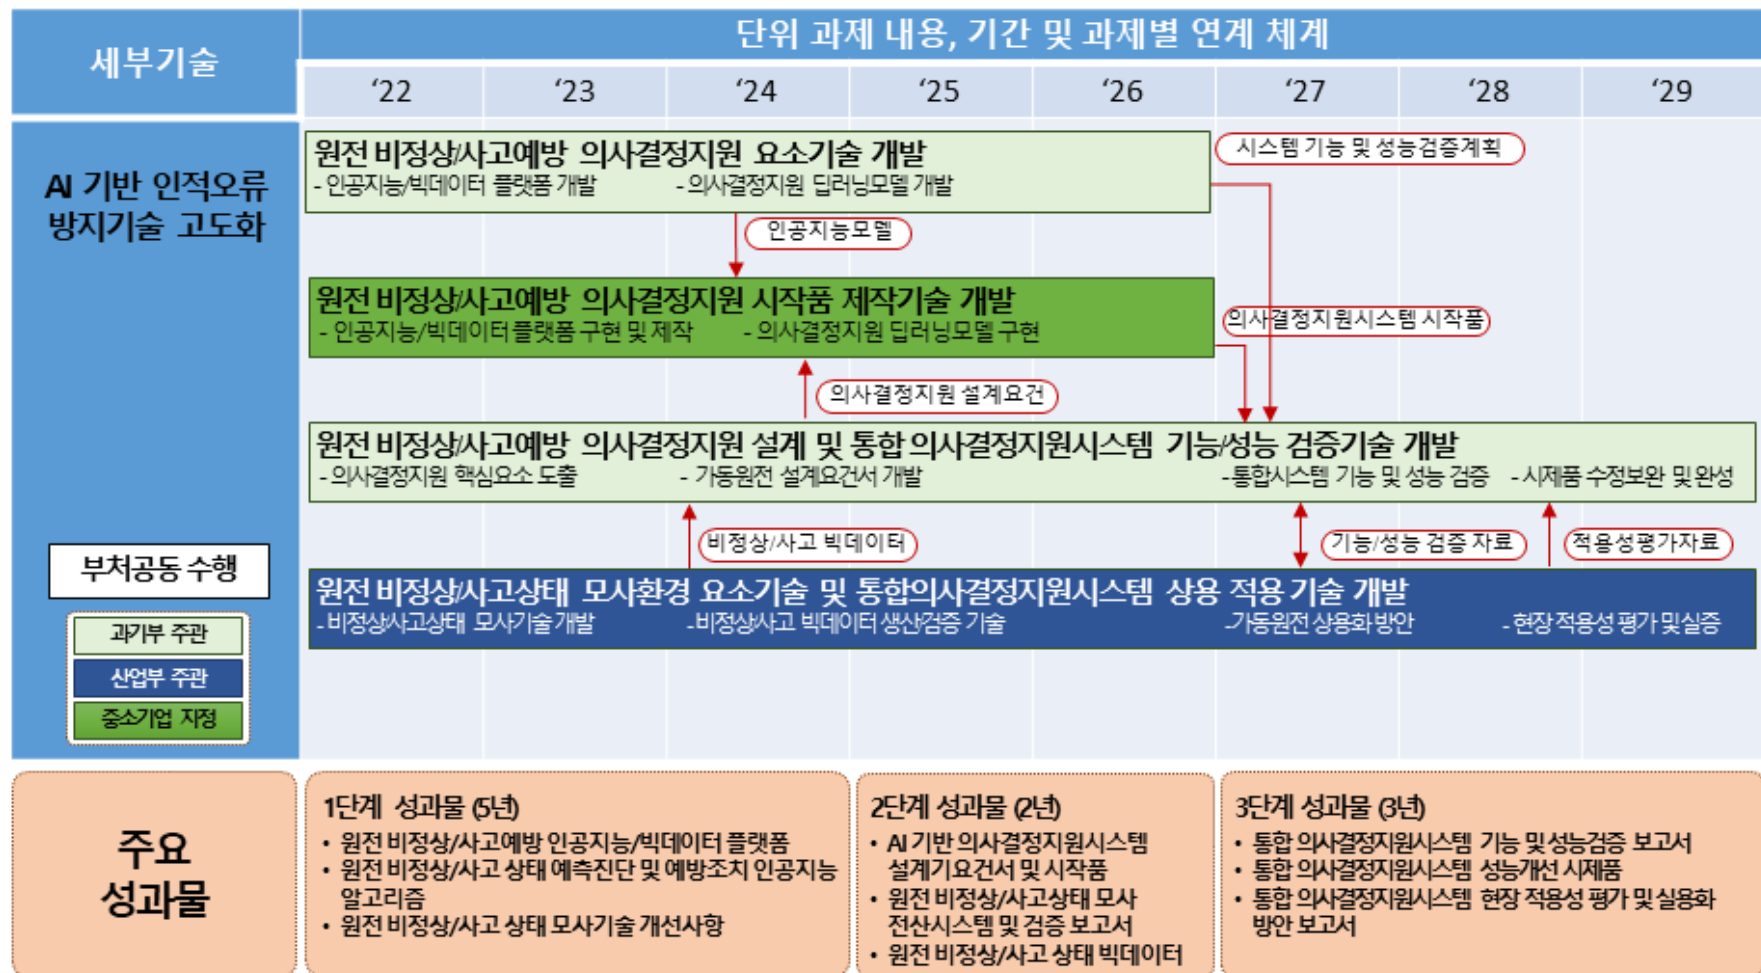 세부기술
단위 과제 내용, 기간 및 과제별 연계 체계
‘22 ‘23 ‘24 ‘25 ‘26 ‘27 ‘28 ‘29
AI 기반 인적오류
방지기술 고도화
원전 비정상/사고예방 의사결정지원 요소기술 개발
- 인공지능/빅데이터 플랫폼 개발 - 의사결정지원 딥러닝모델 개발
시스템 기능 및 성능검증계획
인공지능모델
원전 비정상/사고예방 의사결정지원 시작품 제작기술 개발
- 인공지능/빅데이터 플랫폼 구현 및 제작 - 의사결정지원 딥러닝모델 구현
의사결정지원시스템 시작품
의사결정지원 설계요건
원전 비정상/사고예방 의사결정지원 설계 및 통합 의사결정지원시스템 기능/성능 검증기술 개발
- 의사결정지원 핵심요소 도출 - 가동원전 설계요건서 개발 -통합시스템 기능 및 성능 검증 - 시제품 수정보완 및 완성
비정상/사고 빅데이터
기능/성능 검증 자료
적용성평가자료
원전 비정상/사고상태 모사환경 요소기술 및 통합의사결정지원시스템 상용 적용 기술 개발
- 비정상/사고상태 모사기술 개발 -비정상/사고 빅데이터 생산검증 기술 -가동원전 상용화 방안 - 현장 적용성 평가 및 실증
부처공동 수행
과기부 주관
산업부 주관
중소기업 지정
주요
성과물
1단계 성과물 (5년)
• 원전 비정상/사고예방 인공지능/빅데이터 플랫폼
• 원전 비정상/사고 상태 예측진단 및 예방조치 인공지능
알고리즘
• 원전 비정상/사고 상태 모사기술 개선사항
2단계 성과물 (2년)
• AI 기반 의사결정지원시스템
설계기요건서 및 시작품
• 원전 비정상/사고상태 모사
전산시스템 및 검증 보고서
• 원전 비정상/사고 상태 빅데이터
3단계 성과물 (3년)
• 통합 의사결정지원시스템 기능 및 성능검증 보고서
• 통합 의사결정지원시스템 성능개선 시제품
• 통합 의사결정지원시스템 현장 적용성 평가 및 실용화
방안 보고서